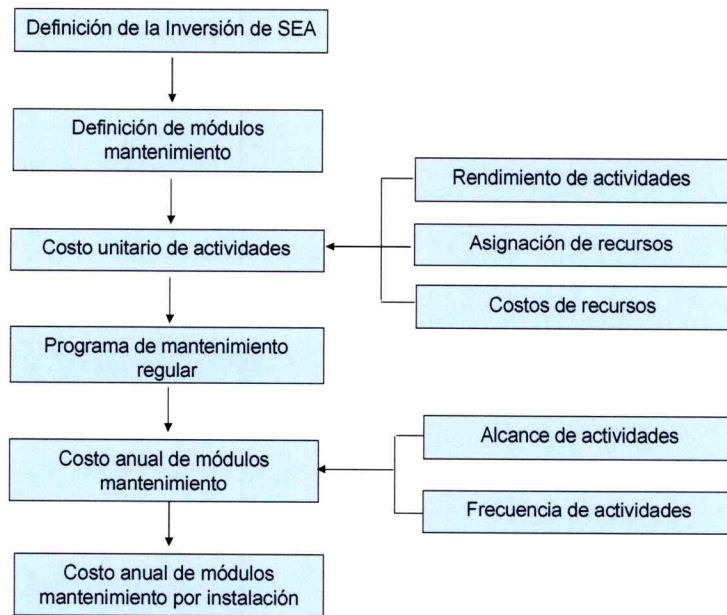 Definición de la Inversión de SEA
Definición de módulos
mantenimiento
Rendimiento de actividades
Costo unitario de actividades
Asignación de recursos
Costos de recursos
Programa de mantenimiento
regular
Alcance de actividades
Costo anual de módulos
mantenimiento
Frecuencia de actividades
Costo anual de módulos
mantenimiento por instalación